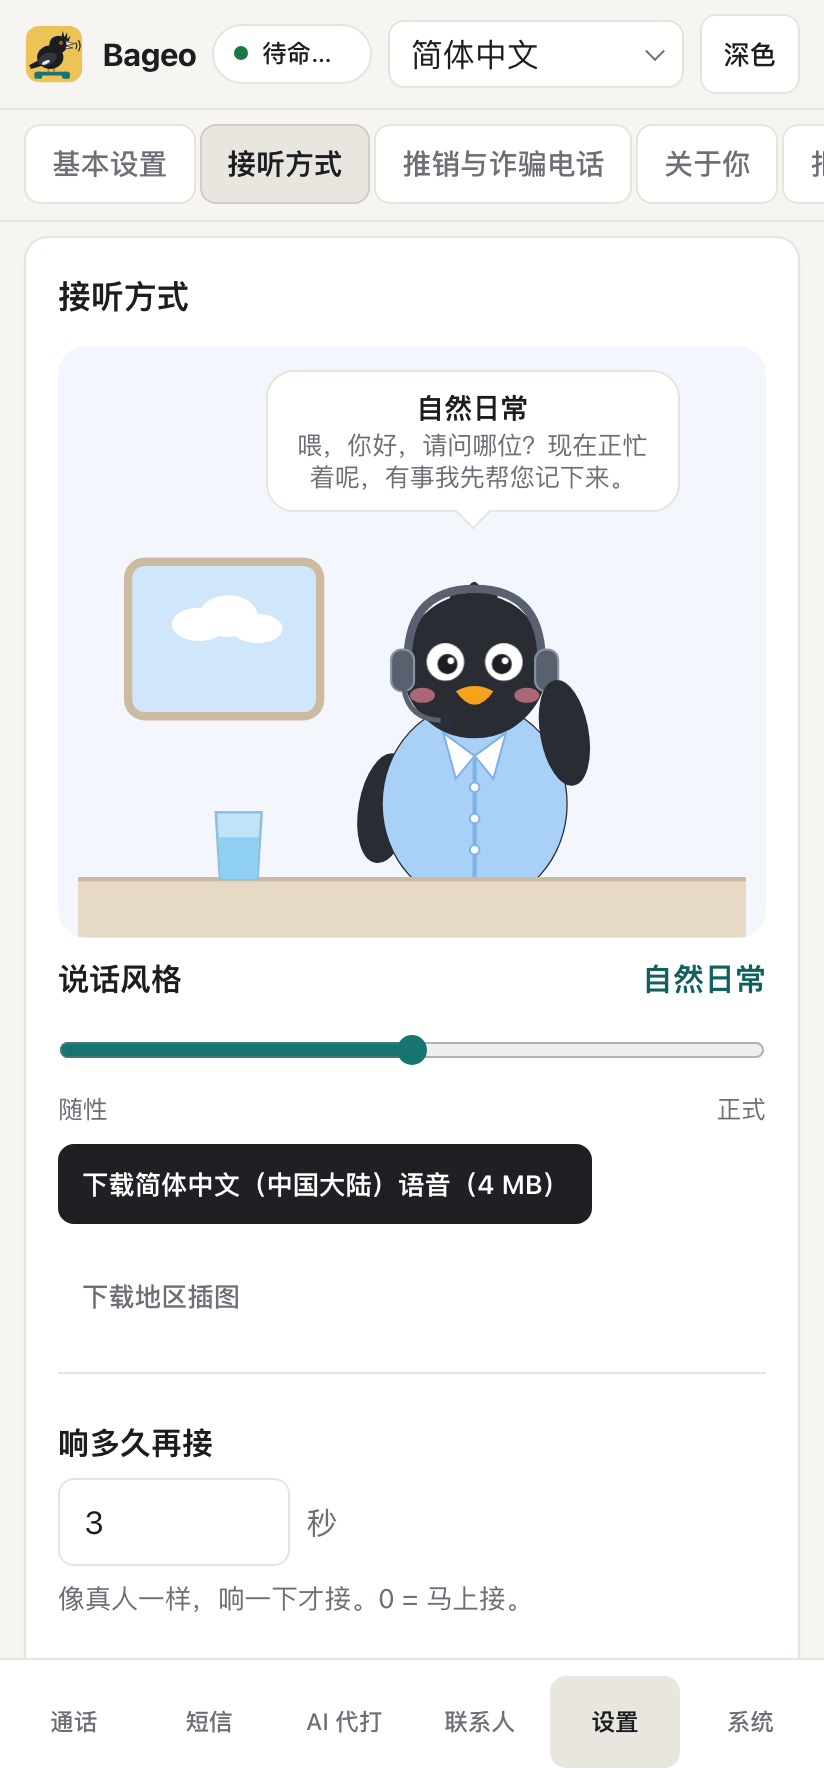 Bageo
待命...
简体中文
深色
基本设置
接听方式
推销与诈骗电话
关于你
接听方式
自然日常
喂，你好，请问哪位？现在正忙
着呢，有事我先帮您记下来。
说话风格
自然日常
随性
正式
下载简体中文（中国大陆）语音（4 MB）
下载地区插图
响多久再接
3
秒
像真人一样，响一下才接。0 = 马上接。
通话
短信
AI 代打
联系人
设置
系统